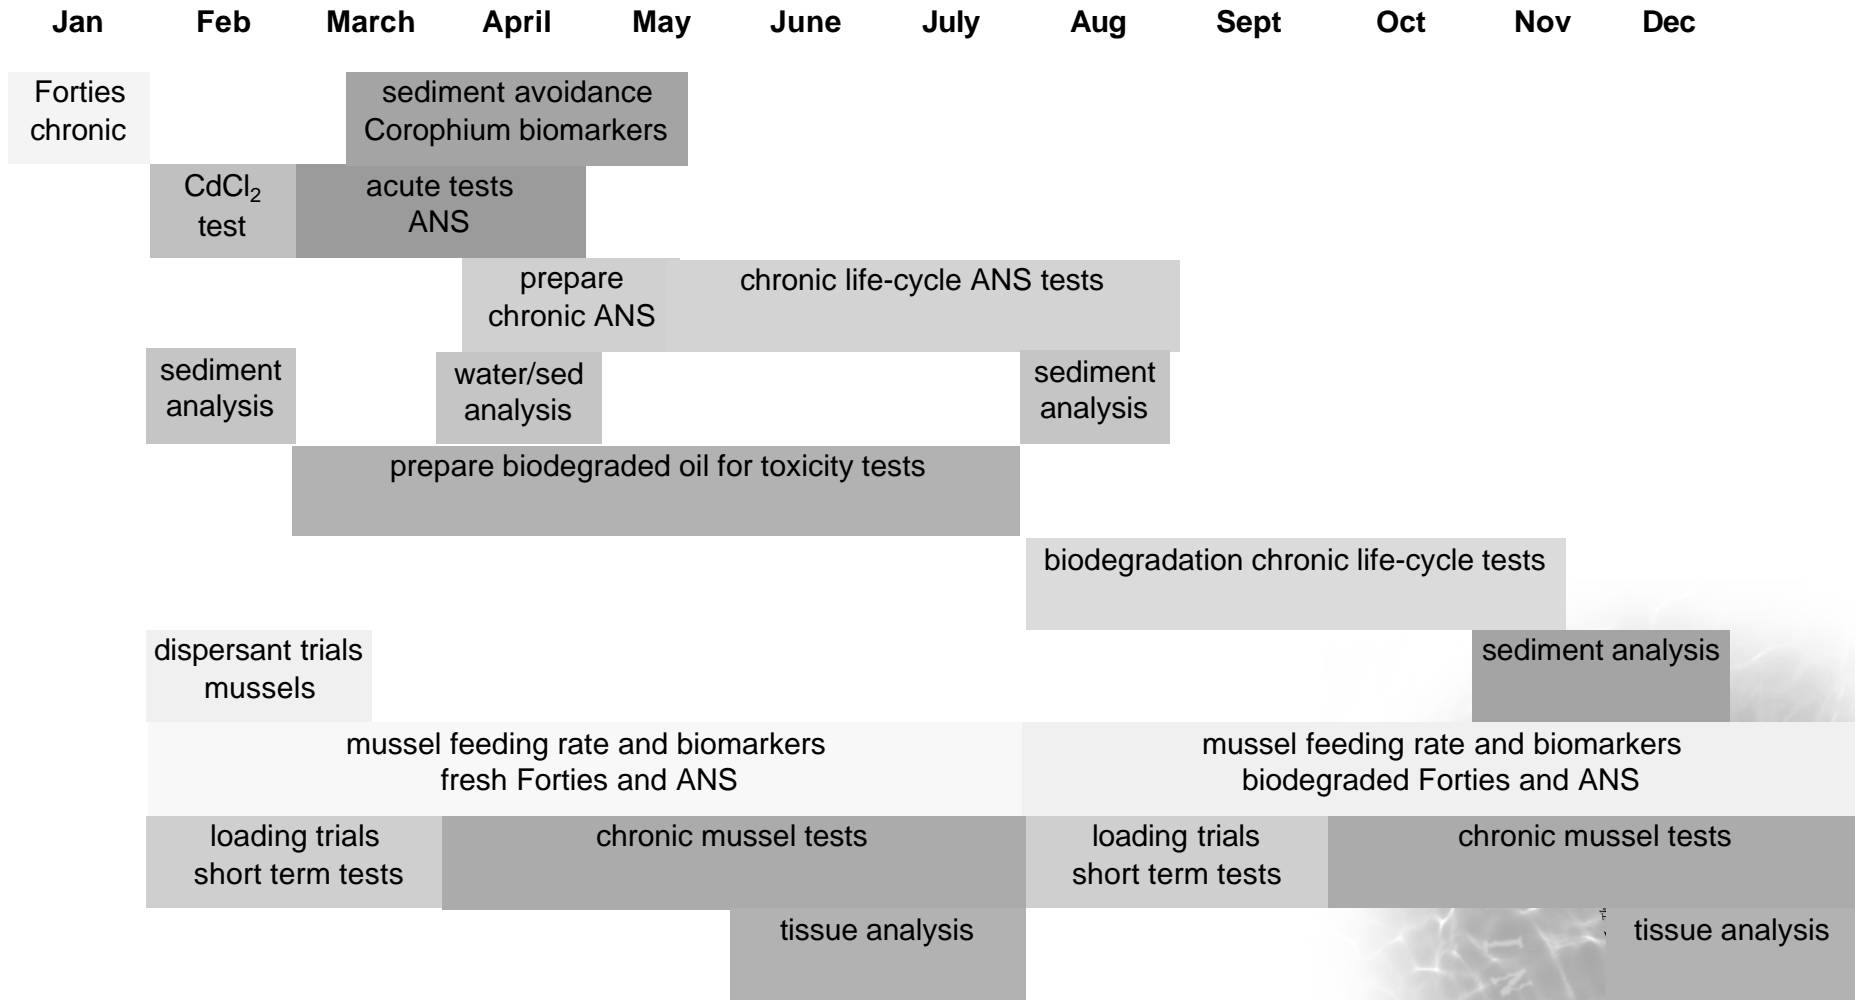 Jan Feb March April May June July Aug Sept Oct Nov Dec
Forties
chronic
sediment avoidance
Corophium biomarkers
CdCl₂
test
acute tests
ANS
prepare
chronic ANS
chronic life-cycle ANS tests
sediment
analysis
water/sed
analysis
sediment
analysis
prepare biodegraded oil for toxicity tests
biodegradation chronic life-cycle tests
dispersant trials
mussels
sediment analysis
mussel feeding rate and biomarkers
fresh Forties and ANS
mussel feeding rate and biomarkers
biodegraded Forties and ANS
loading trials
short term tests
chronic mussel tests
loading trials
short term tests
chronic mussel tests
tissue analysis
tissue analysis